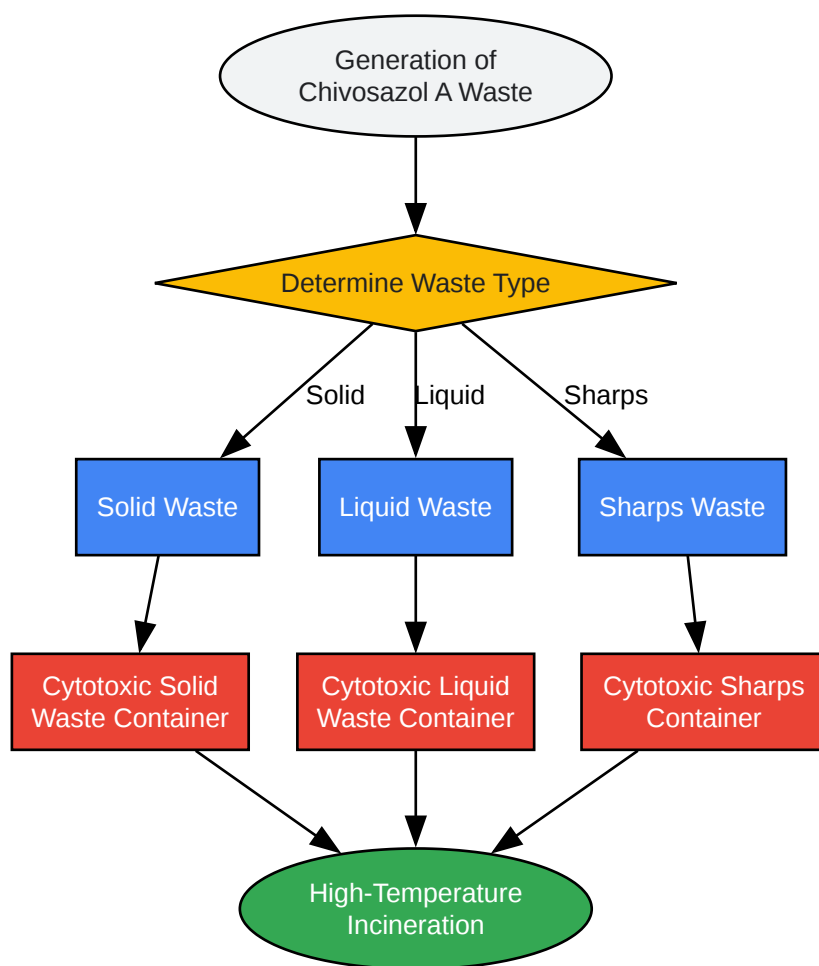 Generation of
Chivosazol A Waste
Determine Waste Type
Solid
Liquid
Sharps
Solid Waste
Liquid Waste
Sharps Waste
Cytotoxic Solid
Waste Container
Cytotoxic Liquid
Waste Container
Cytotoxic Sharps
Container
High-Temperature
Incineration